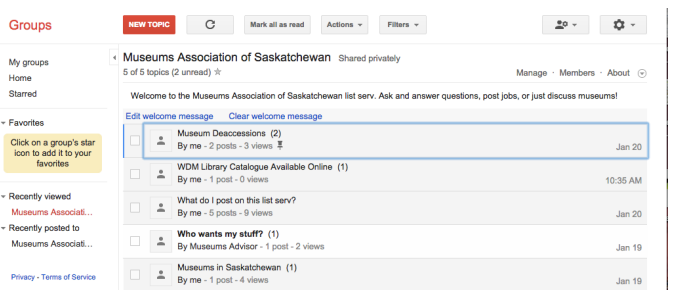 Groups
NEW TOPIC
Mark all as read
Actions
Filters
My groups
Home
Starred
Favorites
Click on a group's star
icon to add it to your
favorites
Recently viewed
Museums Associati...
Recently posted to
Museums Associati...
Privacy - Terms of Service
Museums Association of Saskatchewan Shared privately
5 of 5 topics (2 unread)
Manage · Members · About
Welcome to the Museums Association of Saskatchewan list serv. Ask and answer questions, post jobs, or just discuss museums!
Edit welcome message Clear welcome message
Museum Deaccessions (2)
By me - 2 posts - 3 views
Jan 20
WDM Library Catalogue Available Online (1)
By me - 1 post - 0 views
10:35 AM
What do I post on this list serv?
By me - 5 posts - 9 views
Jan 20
Who wants my stuff? (1)
By Museums Advisor - 1 post - 2 views
Jan 19
Museums in Saskatchewan (1)
By me - 1 post - 4 views
Jan 19